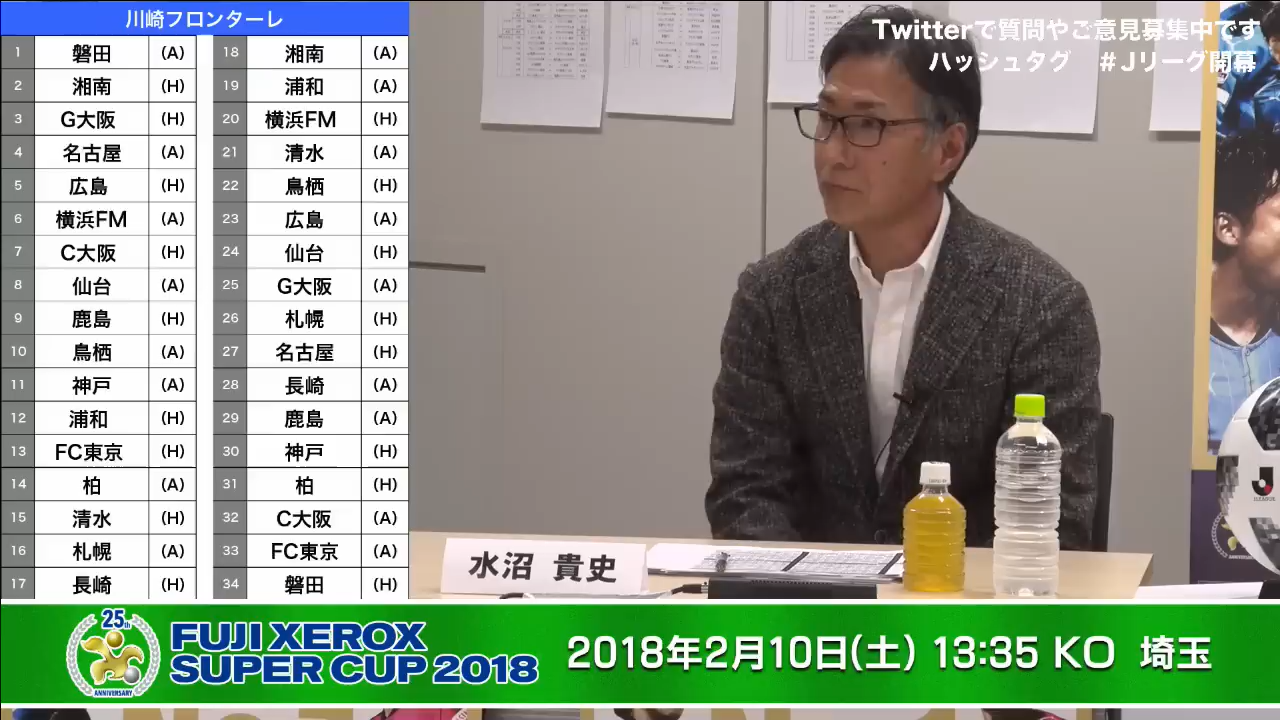 川崎フロンターレ
磐田 (A) 18 湘南 (A)
2 湘南 (H) 19 浦和 (A)
3 G大阪 (H) 20 横浜FM (H)
4 名古屋 (A) 21 清水 (A)
5 広島 (H) 22 鳥栖 (H)
6 横浜FM (A) 23 広島 (A)
7 C大阪 (H) 24 仙台 (H)
8 仙台 (A) 25 G大阪 (A)
9 鹿島 (H) 26 札幌 (H)
10 鳥栖 (A) 27 名古屋 (H)
11 神戸 (A) 28 長崎 (A)
12 浦和 (H) 29 鹿島 (A)
13 FC東京 (H) 30 神戸 (H)
14 柏 (A) 31 柏 (H)
15 清水 (H) 32 C大阪 (A)
16 札幌 (A) 33 FC東京 (A)
17 長崎 (H) 34 磐田 (H)
Twitterで質問やご意見募集中です
ハッシュタグ #Jリーグ開幕
水沼 貴史
J.LEAGUE
25th
ANNIVERSARY
FUJI XEROX
SUPER CUP 2018
2018年2月10日(土) 13:35 KO 埼玉